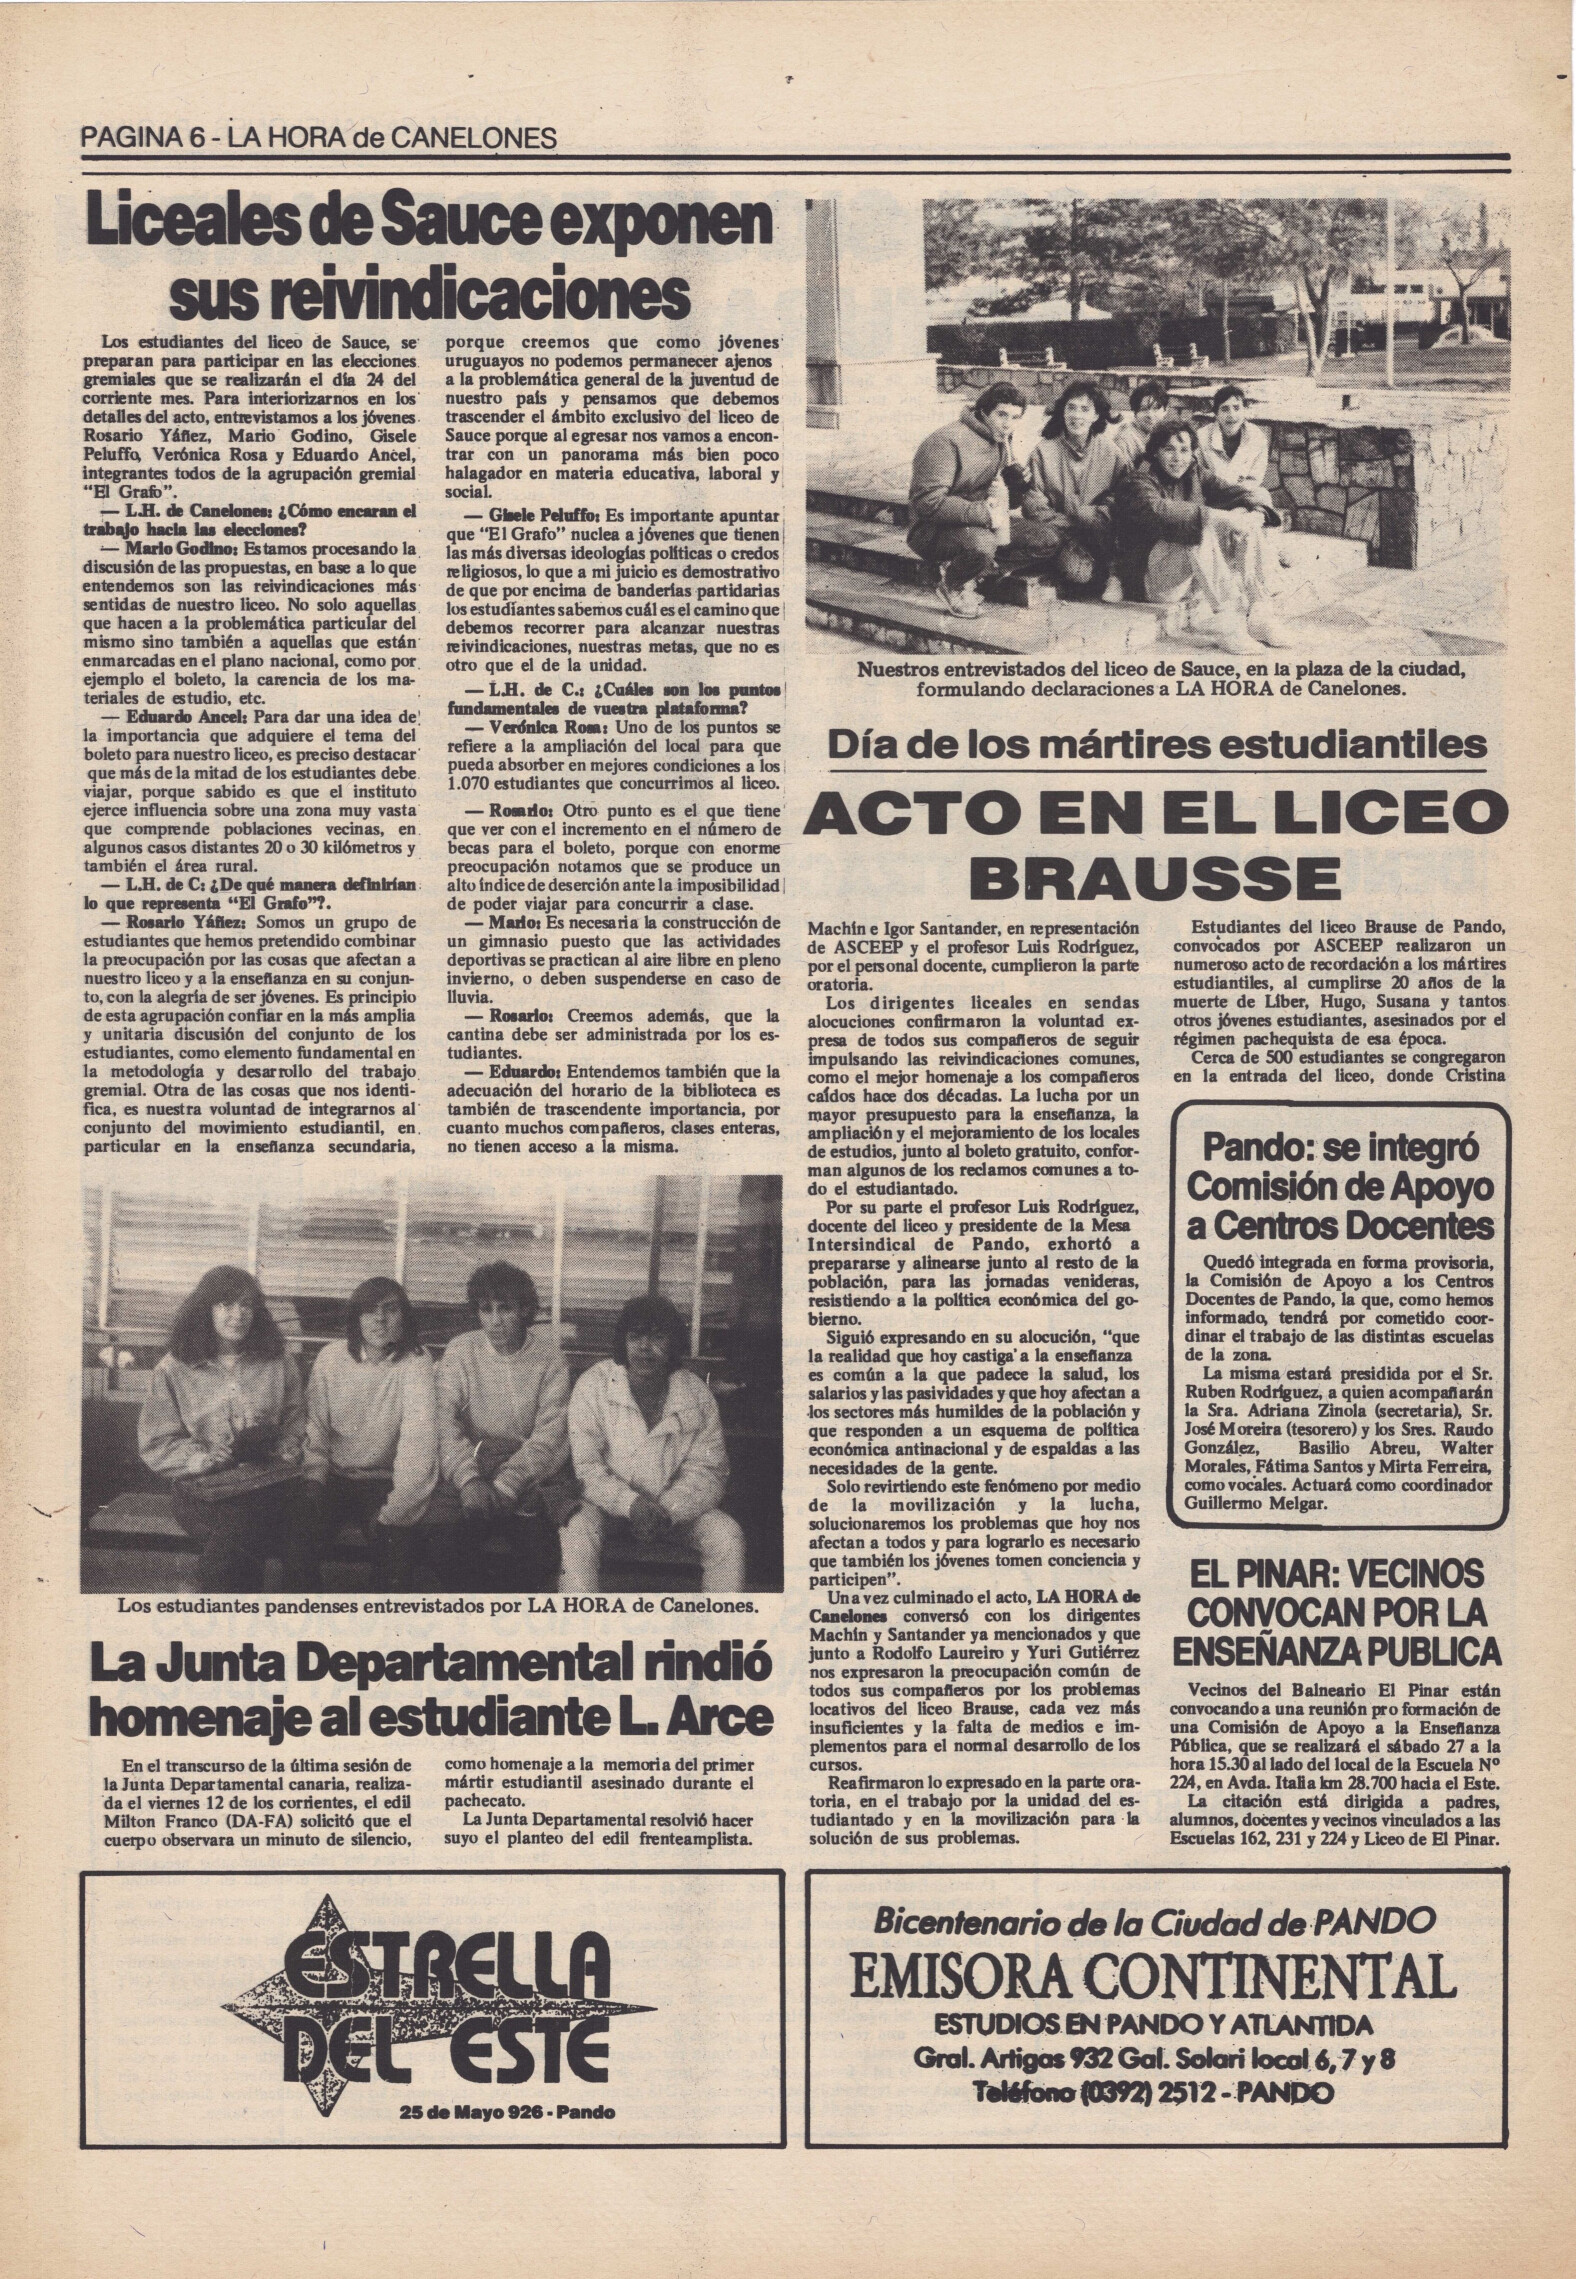 PAGINA 6 - LA HORA de CANELONES
Liceales de Sauce exponen
sus reivindicaciones
Los estudiantes del liceo de Sauce, se
preparan para participar en las elecciones
gremiales que se realizarán el día 24 del
corriente mes. Para interiorizarnos en los
detalles del acto, entrevistamos a los jóvenes
Rosario Yáñez, Mario Godino, Gisele
Peluffo, Verónica Rosa y Eduardo Ancel,
integrantes todos de la agrupación gremial
"El Grafo".
— L.H. de Canelones: ¿Cómo encaran el
trabajo hacia las elecciones?
— Mario Godino: Estamos procesando la
discusión de las propuestas, en base a lo que
entendemos son las reivindicaciones más
sentidas de nuestro liceo. No solo aquellas
que hacen a la problemática particular del
mismo sino también a aquellas que están
enmarcadas en el plano nacional, como por
ejemplo el boleto, la carencia de los ma-
teriales de estudio, etc.
— Eduardo Ancel: Para dar una idea de
la importancia que adquiere el tema del
boleto para nuestro liceo, es preciso destacar
que más de la mitad de los estudiantes debe
viajar, porque sabido es que el instituto
ejerce influencia sobre una zona muy vasta
que comprende poblaciones vecinas, en
algunos casos distantes 20 o 30 kilómetros y
también el área rural.
— L.H. de C: ¿De qué manera definirían
lo que representa "El Grafo"?.
— Rosario Yáñez: Somos un grupo de
estudiantes que hemos pretendido combinar
la preocupación por las cosas que afectan a
nuestro liceo y a la enseñanza en su conjun-
to, con la alegría de ser jóvenes. Es principio
de esta agrupación confiar en la más amplia
y unitaria discusión del conjunto de los
estudiantes, como elemento fundamental en
la metodología y desarrollo del trabajo
gremial. Otra de las cosas que nos identi-
fica, es nuestra voluntad de integrarnos al
conjunto del movimiento estudiantil, en
particular en la enseñanza secundaria,
porque creemos que como jóvenes
uruguayos no podemos permanecer ajenos
a la problemática general de la juventud de
nuestro país y pensamos que debemos
trascender el ámbito exclusivo del liceo de
Sauce porque al egresar nos vamos a encon-
trar con un panorama más bien poco
halagador en materia educativa, laboral y
social.
— Gisele Peluffo: Es importante apuntar
que "El Grafo" nuclea a jóvenes que tienen
las más diversas ideologías políticas o credos
religiosos, lo que a mi juicio es demostrativo
de que por encima de banderías partidarias
los estudiantes sabemos cuál es el camino que
debemos recorrer para alcanzar nuestras
reivindicaciones, nuestras metas, que no es
otro que el de la unidad.
— L.H. de C.: ¿Cuáles son los puntos
fundamentales de vuestra plataforma?
— Verónica Rosa: Uno de los puntos se
refiere a la ampliación del local para que
pueda absorber en mejores condiciones a los
1.070 estudiantes que concurrimos al liceo.
— Rosario: Otro punto es el que tiene
que ver con el incremento en el número de
becas para el boleto, porque con enorme
preocupación notamos que se produce un
alto índice de deserción ante la imposibilidad
de poder viajar para concurrir a clase.
— Mario: Es necesaria la construcción de
un gimnasio puesto que las actividades
deportivas se practican al aire libre en pleno
invierno, o deben suspenderse en caso de
lluvia.
— Rosario: Creemos además, que la
cantina debe ser administrada por los es-
tudiantes.
— Eduardo: Entendemos también que la
adecuación del horario de la biblioteca es
también de trascendente importancia, por
cuanto muchos compañeros, clases enteras,
no tienen acceso a la misma.
Nuestros entrevistados del liceo de Sauce, en la plaza de la ciudad,
formulando declaraciones a LA HORA de Canelones.
Día de los mártires estudiantiles
ACTO EN EL LICEO
BRAUSSE
Machín e Igor Santander, en representación
de ASCEEP y el profesor Luis Rodríguez,
por el personal docente, cumplieron la parte
oratoria.
Los dirigentes liceales en sendas
alocuciones confirmaron la voluntad ex-
presa de todos sus compañeros de seguir
impulsando las reivindicaciones comunes,
como el mejor homenaje a los compañeros
caídos hace dos décadas. La lucha por un
mayor presupuesto para la enseñanza, la
ampliación y el mejoramiento de los locales
de estudios, junto al boleto gratuito, confor-
man algunos de los reclamos comunes a to-
do el estudiantado.
Por su parte el profesor Luis Rodríguez,
docente del liceo y presidente de la Mesa
Intersindical de Pando, exhortó a
prepararse y alinearse junto al resto de la
población, para las jornadas venideras,
resistiendo a la política económica del go-
bierno.
Siguió expresando en su alocución, "que
la realidad que hoy castiga a la enseñanza
es común a la que padece la salud, los
salarios y las pasividades y que hoy afectan a
los sectores más humildes de la población y
que responden a un esquema de política
económica antinacional y de espaldas a las
necesidades de la gente.
Solo revirtiendo este fenómeno por medio
de la movilización y la lucha,
solucionaremos los problemas que hoy nos
afectan a todos y para lograrlo es necesario
que también los jóvenes tomen conciencia y
participen".
Una vez culminado el acto, LA HORA de
Canelones conversó con los dirigentes
Machín y Santander ya mencionados y que
junto a Rodolfo Laureiro y Yuri Gutiérrez
nos expresaron la preocupación común de
todos sus compañeros por los problemas
locativos del liceo Brause, cada vez más
insuficientes y la falta de medios e im-
plementos para el normal desarrollo de los
cursos.
Reafirmaron lo expresado en la parte ora-
toria, en el trabajo por la unidad del es-
tudiantado y en la movilización para la
solución de sus problemas.
Estudiantes del liceo Brause de Pando,
convocados por ASCEEP realizaron un
numeroso acto de recordación a los mártires
estudiantiles, al cumplirse 20 años de la
muerte de Líber, Hugo, Susana y tantos
otros jóvenes estudiantes, asesinados por el
régimen pachequista de esa época.
Cerca de 500 estudiantes se congregaron
en la entrada del liceo, donde Cristina
Pando: se integró
Comisión de Apoyo
a Centros Docentes
Quedó integrada en forma provisoria,
la Comisión de Apoyo a los Centros
Docentes de Pando, la que, como hemos
informado, tendrá por cometido coor-
dinar el trabajo de las distintas escuelas
de la zona.
La misma estará presidida por el Sr.
Ruben Rodríguez, a quien acompañarán
la Sra. Adriana Zinola (secretaria), Sr.
José Moreira (tesorero) y los Sres. Raudo
González, Basilio Abreu, Walter
Morales, Fátima Santos y Mirta Ferreira,
como vocales. Actuará como coordinador
Guillermo Melgar.
EL PINAR: VECINOS
CONVOCAN POR LA
ENSEÑANZA PUBLICA
Vecinos del Balneario El Pinar están
convocando a una reunión pro formación de
una Comisión de Apoyo a la Enseñanza
Pública, que se realizará el sábado 27 a la
hora 15.30 al lado del local de la Escuela Nº
224, en Avda. Italia km 28.700 hacia el Este.
La citación está dirigida a padres,
alumnos, docentes y vecinos vinculados a las
Escuelas 162, 231 y 224 y Liceo de El Pinar.
Los estudiantes pandenses entrevistados por LA HORA de Canelones.
La Junta Departamental rindió
homenaje al estudiante L. Arce
En el transcurso de la última sesión de
la Junta Departamental canaria, realiza-
da el viernes 12 de los corrientes, el edil
Milton Franco (DA-FA) solicitó que el
cuerpo observara un minuto de silencio,
como homenaje a la memoria del primer
mártir estudiantil asesinado durante el
pachecato.
La Junta Departamental resolvió hacer
suyo el planteo del edil frenteamplista.
ESTRELLA
DEL ESTE
25 de Mayo 926 - Pando
Bicentenario de la Ciudad de PANDO
EMISORA CONTINENTAL
ESTUDIOS EN PANDO Y ATLANTIDA
Gral. Artigas 932 Gal. Solari local 6, 7 y 8
Teléfono (0392) 2512 - PANDO